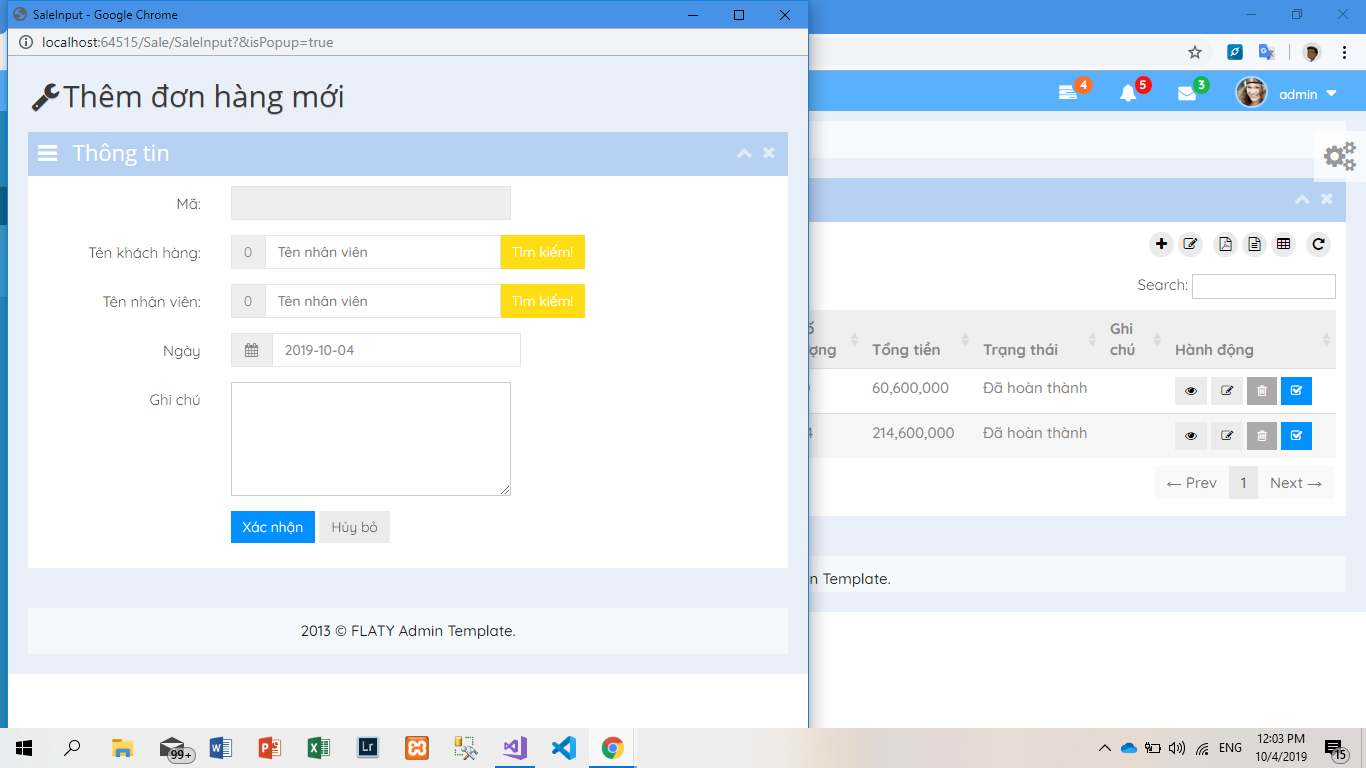 SaleInput - Google Chrome
localhost:64515/Sale/SaleInput?&isPopup=true
4
5
3
admin
Thêm đơn hàng mới
Thông tin
Mã:
Tên khách hàng:
0
Tên nhân viên
Tìm kiếm!
Tên nhân viên:
0
Tên nhân viên
Tìm kiếm!
Ngày
2019-10-04
Ghi chú
Xác nhận
Hủy bỏ
2013 © FLATY Admin Template.
Search:
Tổng tiền
Trạng thái
Ghi
chú
Hành động
60,600,000
Đã hoàn thành
214,600,000
Đã hoàn thành
← Prev
1
Next →
Template.
99+
ENG
12:03 PM
10/4/2019
15